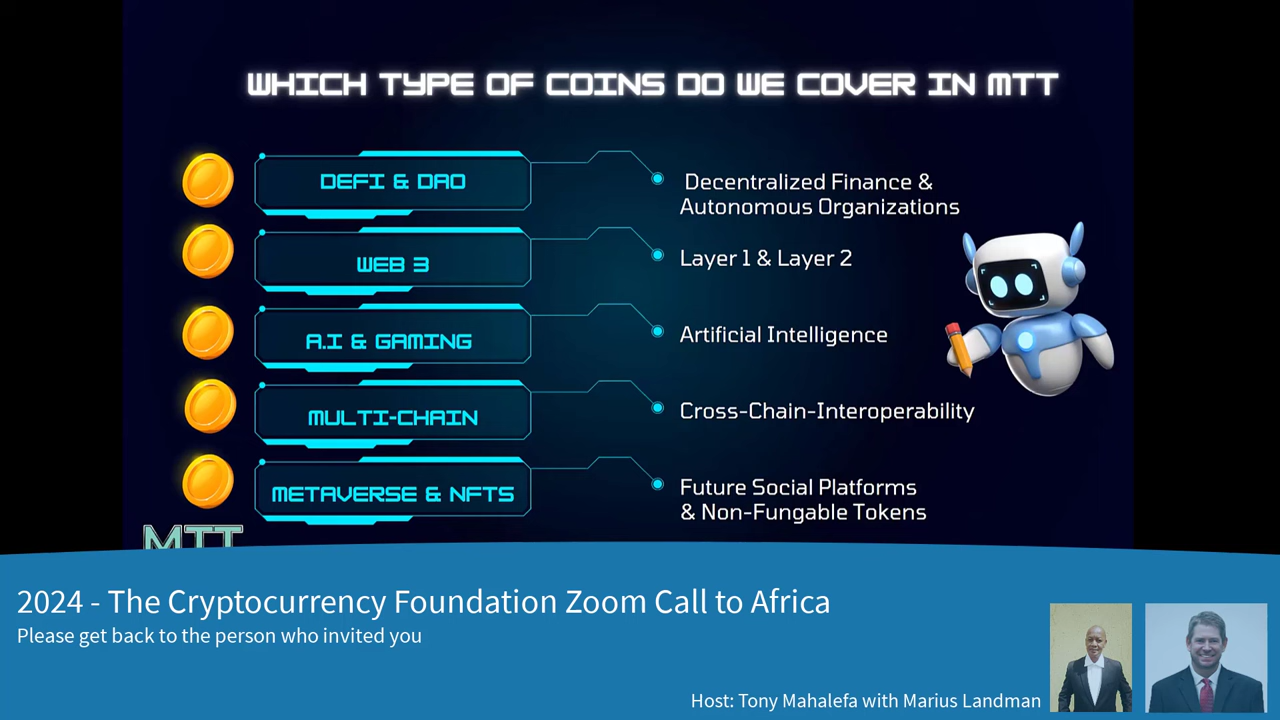 WHICH TYPE OF COINS DO WE COVER IN MTT
DEFI & DAO
Decentralized Finance &
Autonomous Organizations
WEB 3
Layer 1 & Layer 2
A.I & GAMING
Artificial Intelligence
MULTI-CHAIN
Cross-Chain-Interoperability
METAVERSE & NFTS
Future Social Platforms
& Non-Fungable Tokens
MTT
2024 - The Cryptocurrency Foundation Zoom Call to Africa
Please get back to the person who invited you
Host: Tony Mahalefa with Marius Landman